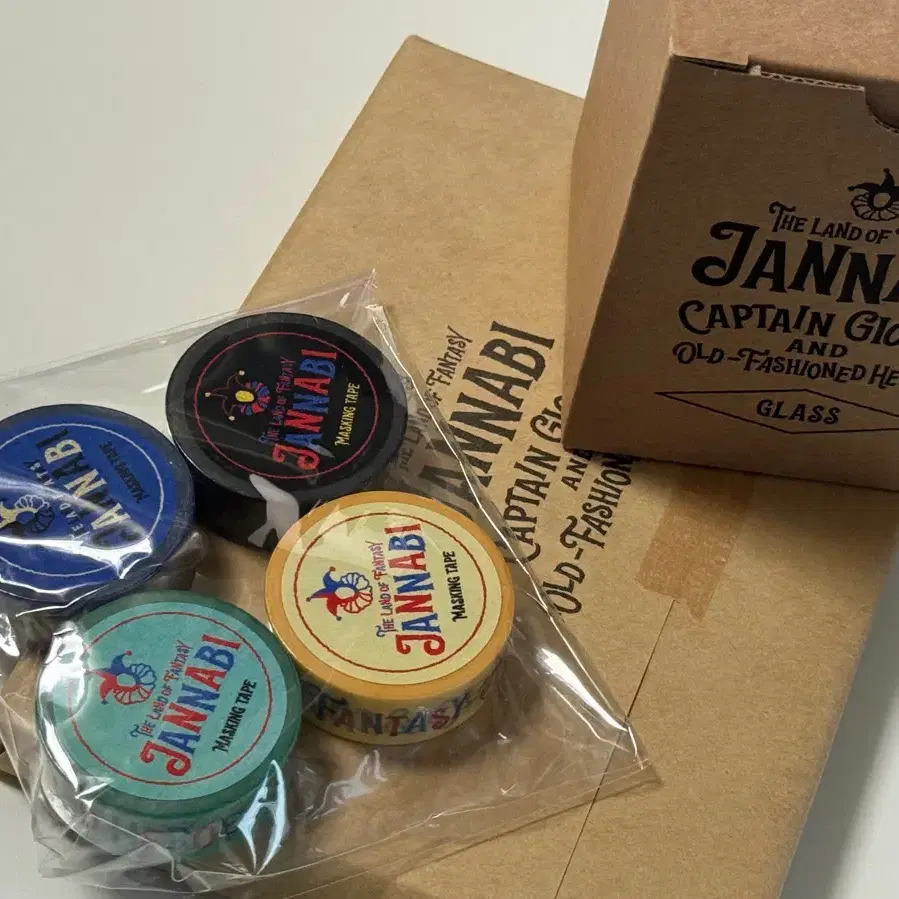 THE LAND OF
JANNA
CAPTAIN GIO
AND
OLD-FASHIONED HE
GLASS
THE LAND OF FANTASY
JANNABI
CAPTAIN GIO
AND
OLD-FASHION
THE LAND OF FANTASY
JANNABI
MASKING TAPE
JANNABI
MASKING TAPE
THE LAND OF FANTASY
JANNABI
MASKING TAPE
FANTASY
THE LAND OF FANTASY
JANNABI
MASKING TAPE